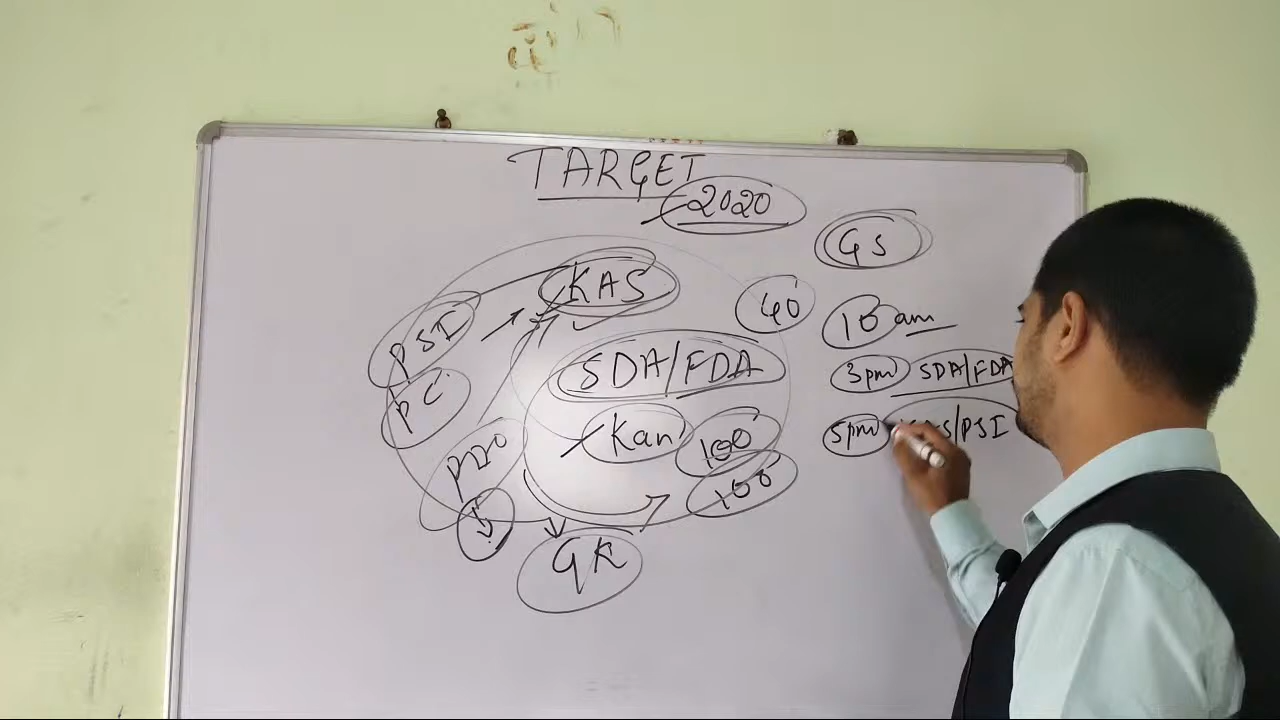 TARGET
2020
GS
KAS
40
10 am
PSI
SDA/FDA
3pm SDA/FDA
PC
Kan 100
5pm KAS/PSI
PDO
100
GK